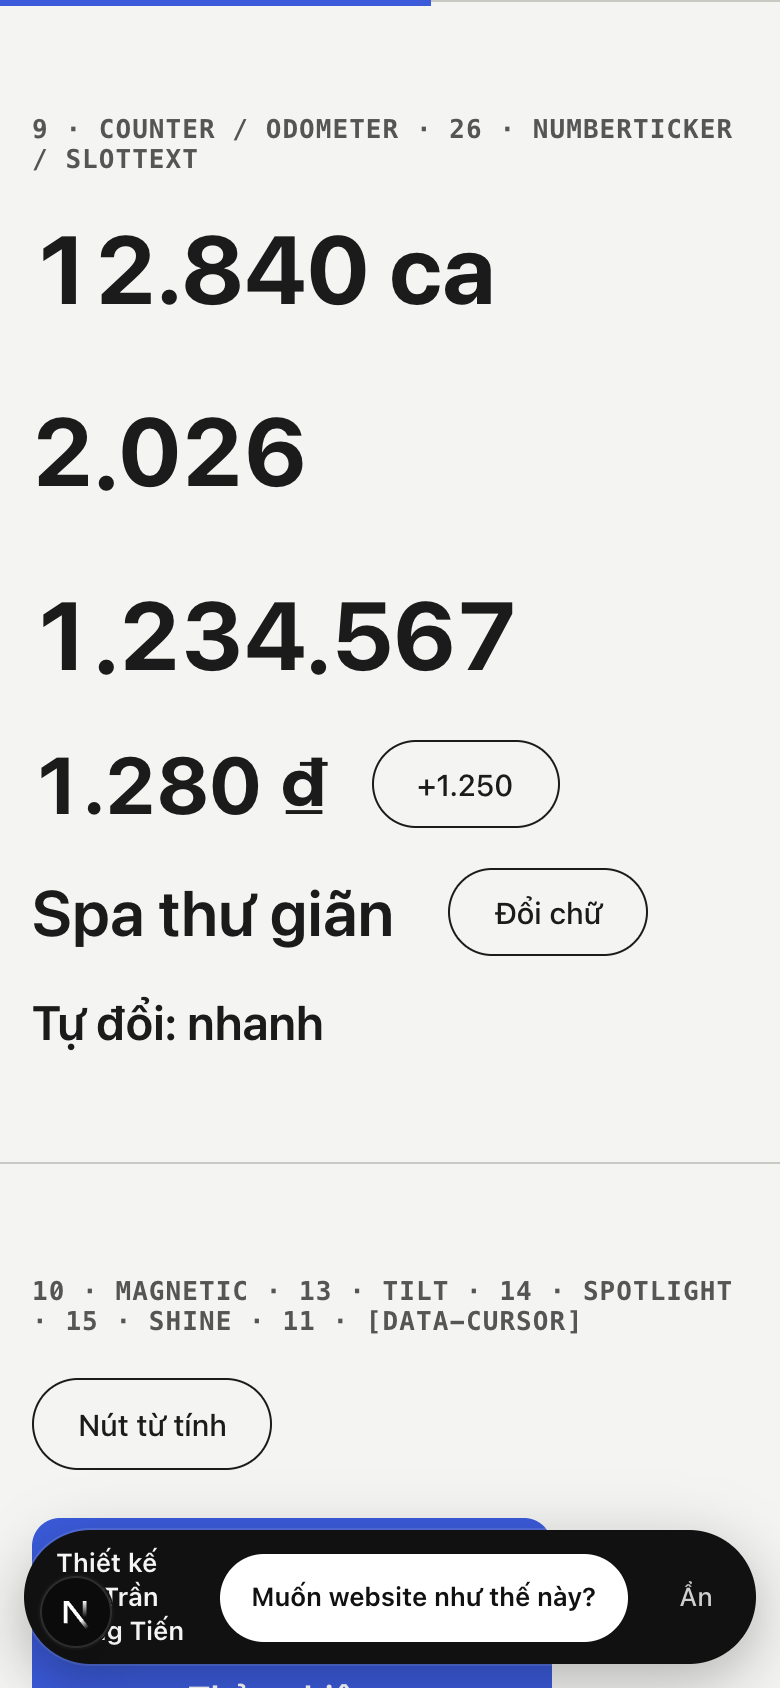 9 · COUNTER / ODOMETER · 26 · NUMBERTICKER
/ SLOTTEXT
12.840 ca
2.026
1.234.567
1.280 ₫
+1.250
Spa thư giãn
Đổi chữ
Tự đổi: nhanh
10 · MAGNETIC · 13 · TILT · 14 · SPOTLIGHT
· 15 · SHINE · 11 · [DATA-CURSOR]
Nút từ tính
Thiết kế
Trần
Tiến
Muốn website như thế này?
Ẩn
N